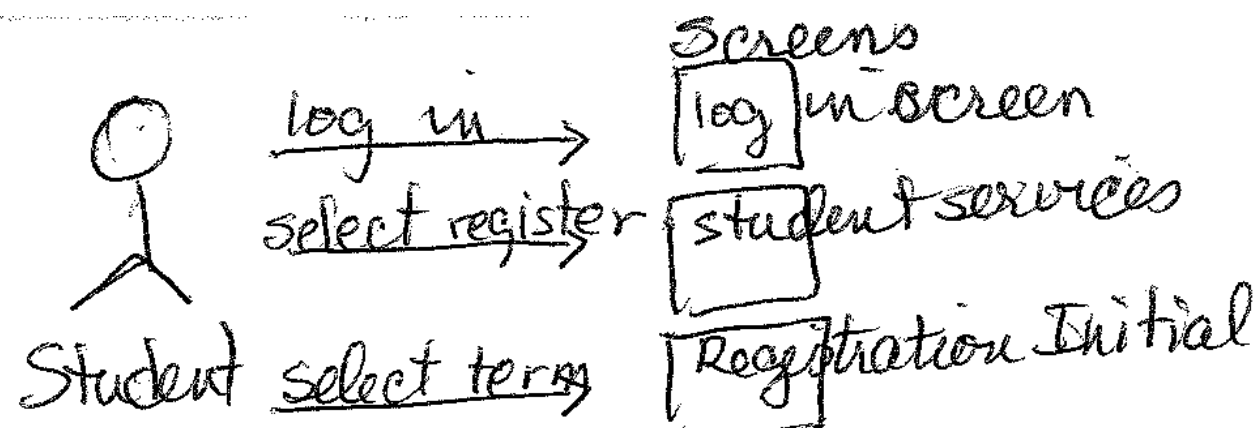 Screens
log in
log in screen
select register
student services
Student
select term
Registration Initial